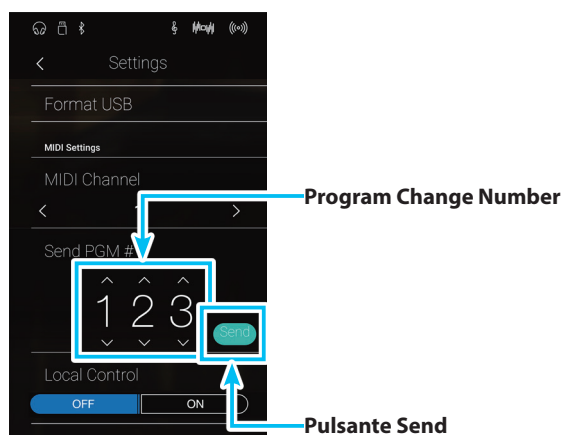 Settings
Format USB
MIDI Settings
MIDI Channel
Program Change Number
Send PGM #
1 2 3
Send
Local Control
OFF ON
Pulsante Send